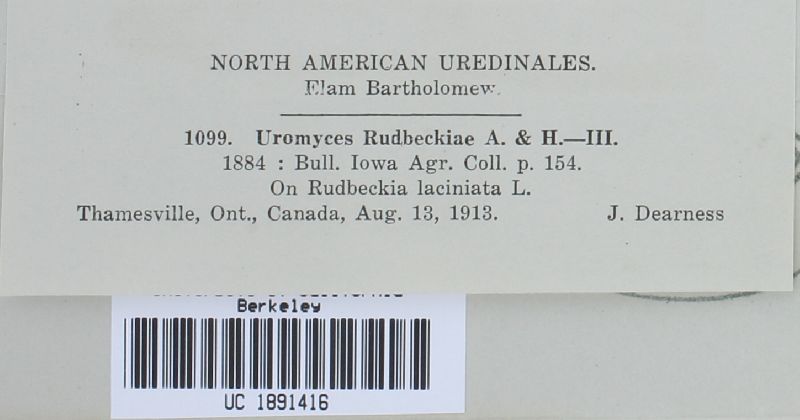 NORTH AMERICAN UREDINALES.
Elam Bartholomew.
1099. Uromyces Rudbeckiae A. & H.—III.
1884 : Bull. Iowa Agr. Coll. p. 154.
On Rudbeckia laciniata L.
Thamesville, Ont., Canada, Aug. 13, 1913. J. Dearness
Berkeley
UC 1891416